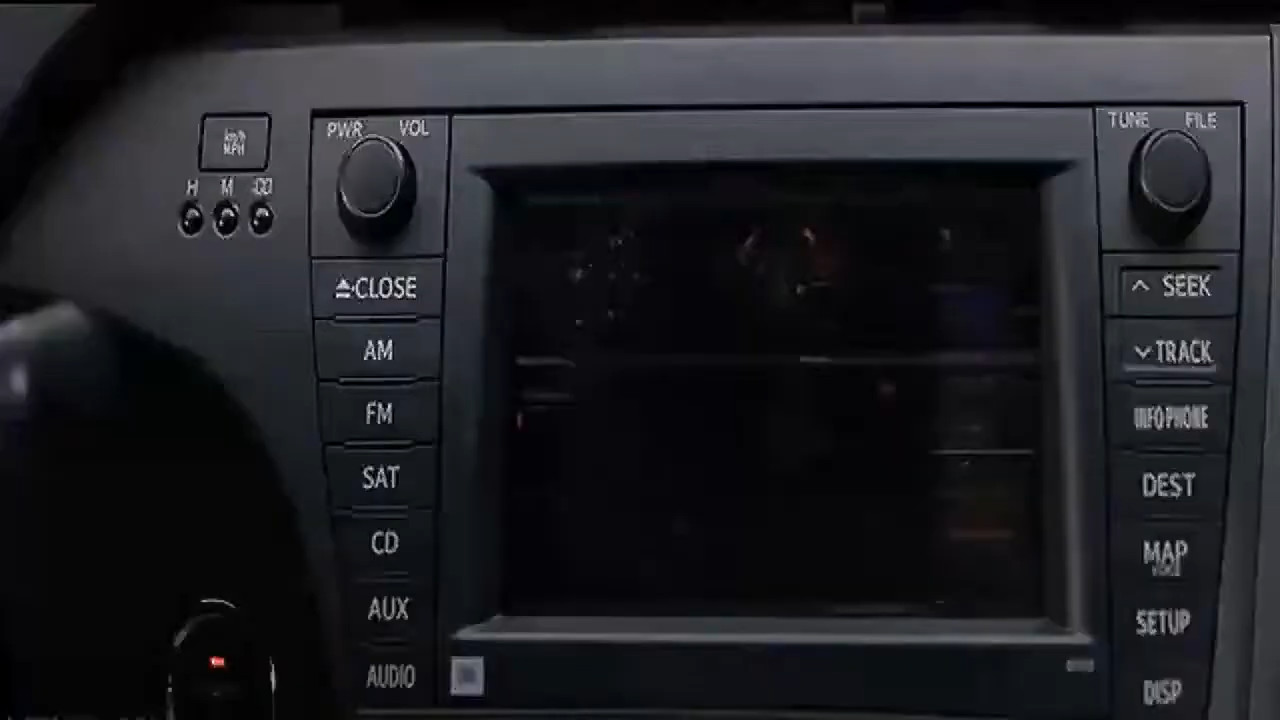 km/h
MPH
H M
PWR VOL
CLOSE
AM
FM
SAT
CD
AUX
AUDIO
TUNE FILE
SEEK
TRACK
INFO PHONE
DEST
MAP
VOICE
SETUP
DISP